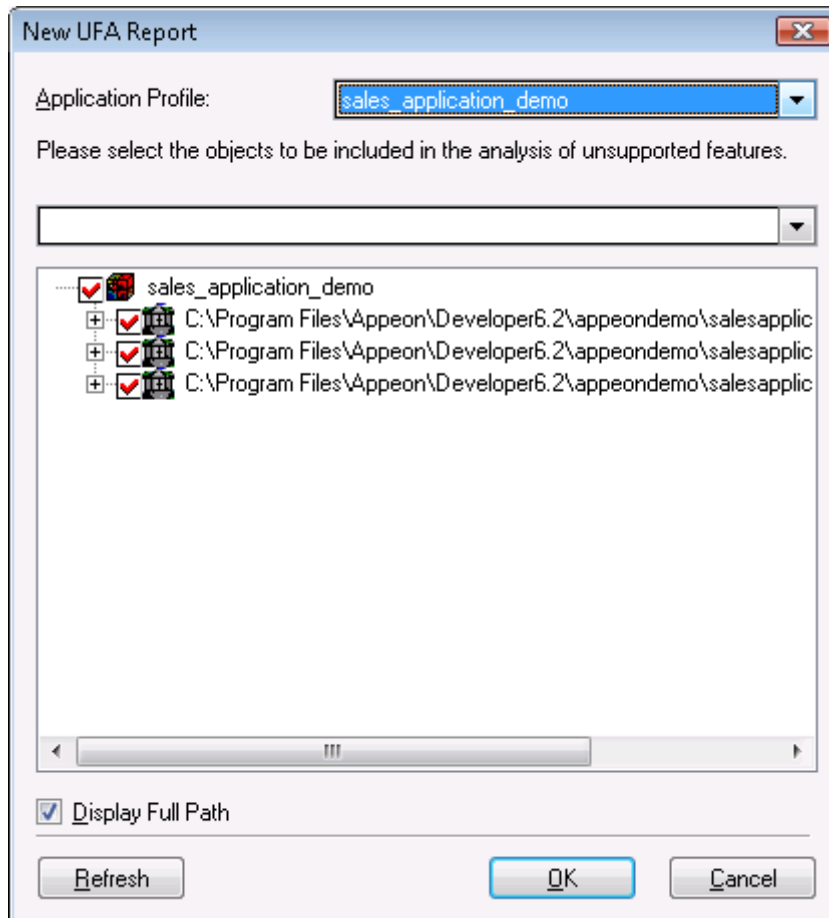 New UFA Report
Application Profile:
sales_application_demo
Please select the objects to be included in the analysis of unsupported features.
sales_application_demo
C:\Program Files\Appeon\Developer6.2\appeondemo\salesapplic
C:\Program Files\Appeon\Developer6.2\appeondemo\salesapplic
C:\Program Files\Appeon\Developer6.2\appeondemo\salesapplic
Display Full Path
Refresh
OK
Cancel